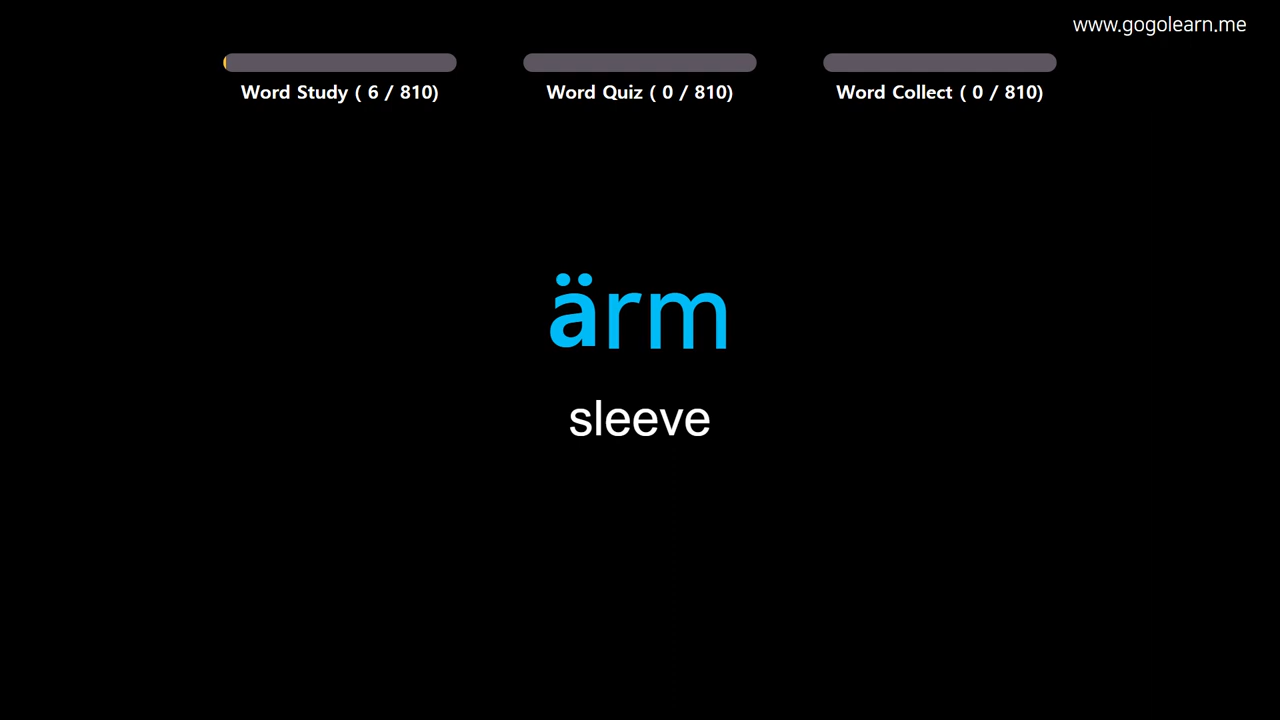 www.gogolearn.me
Word Study ( 6 / 810)
Word Quiz ( 0 / 810)
Word Collect ( 0 / 810)
ärm
sleeve